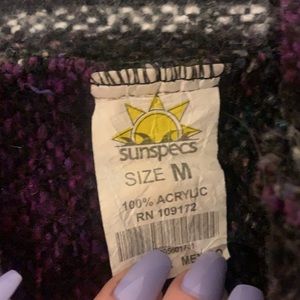 sunspecs
SIZE M
100% ACRYLIC
RN 109172